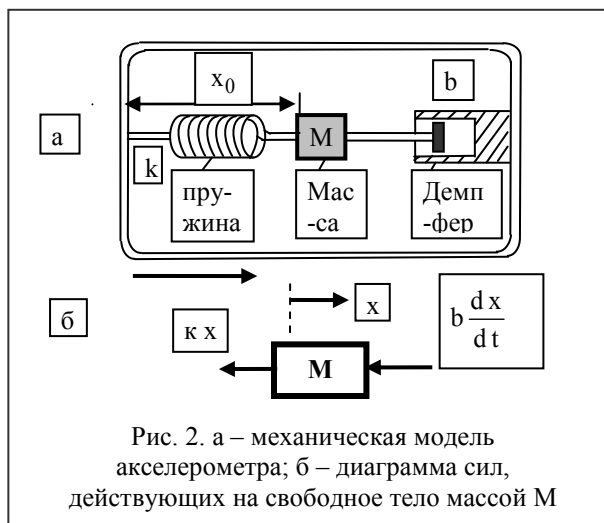 x₀
b
а
M
k
пру-
жина
Мас
-са
Демп
-фер
б
к x
x
b dx/dt
M
Рис. 2. а – механическая модель
акселерометра; б – диаграмма сил,
действующих на свободное тело массой М